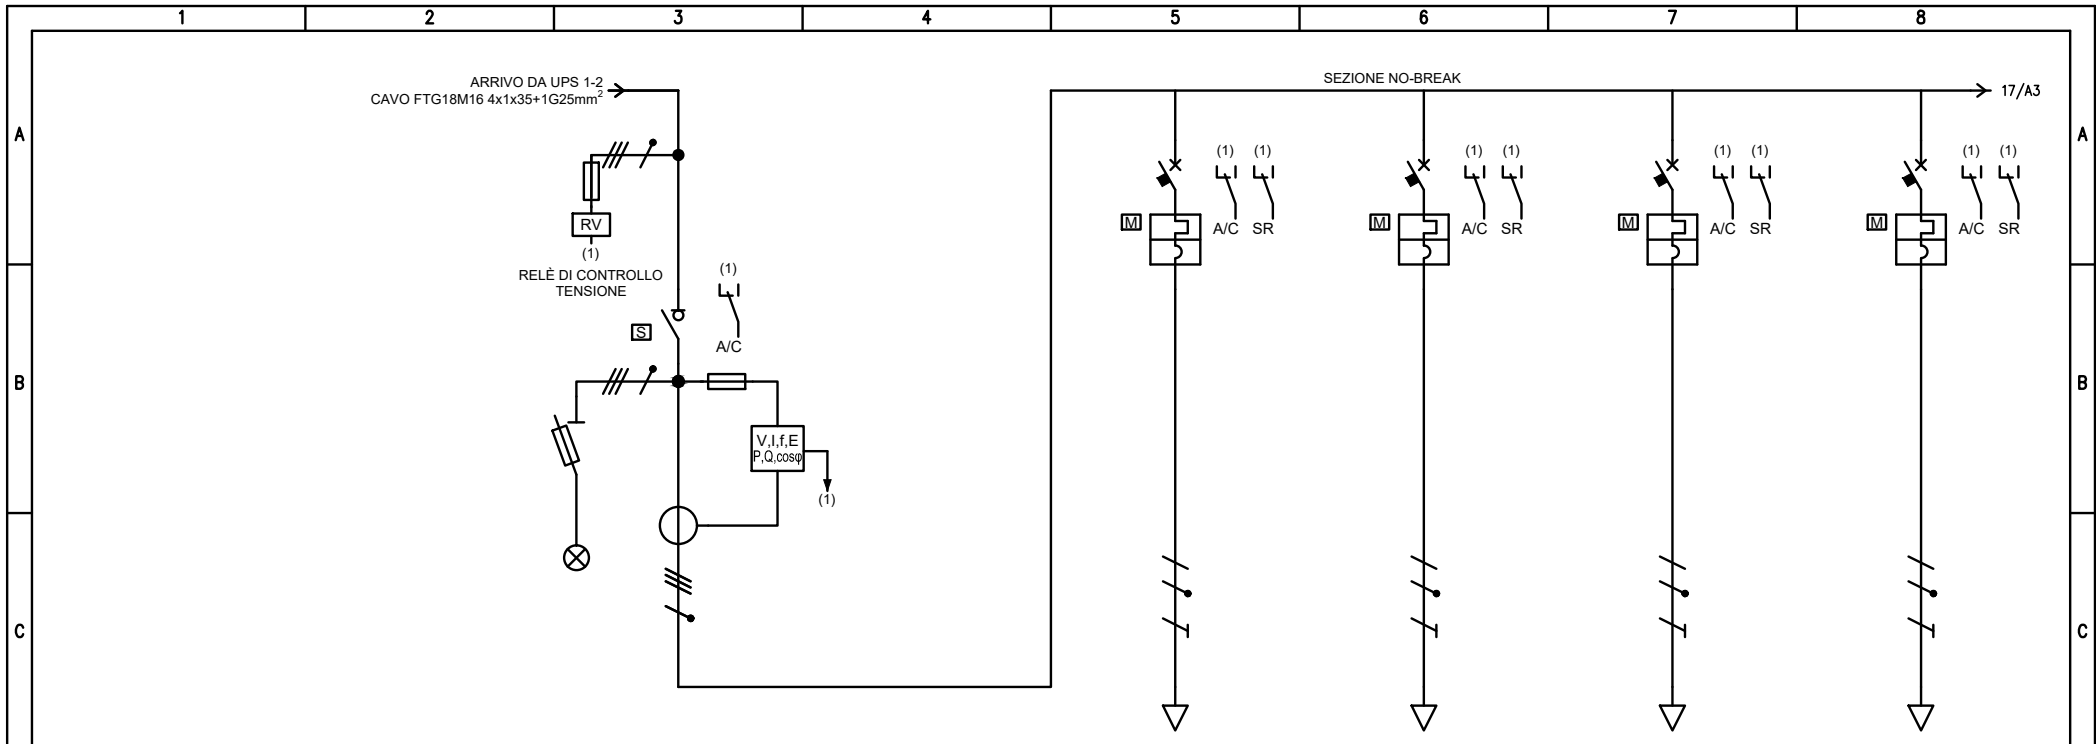 1 2 3 4 5 6 7 8
ARRIVO DA UPS 1-2
CAVO FTG18M16 4x1x35+1G25mm²
SEZIONE NO-BREAK
17/A3
A A
RV
(1)
RELÈ DI CONTROLLO
TENSIONE
(1)
S
A/C
(1) (1)
M
A/C SR
(1) (1)
M
A/C SR
(1) (1)
M
A/C SR
(1) (1)
M
A/C SR
B B
V,I,f,E
P,Q,cosφ
(1)
C C